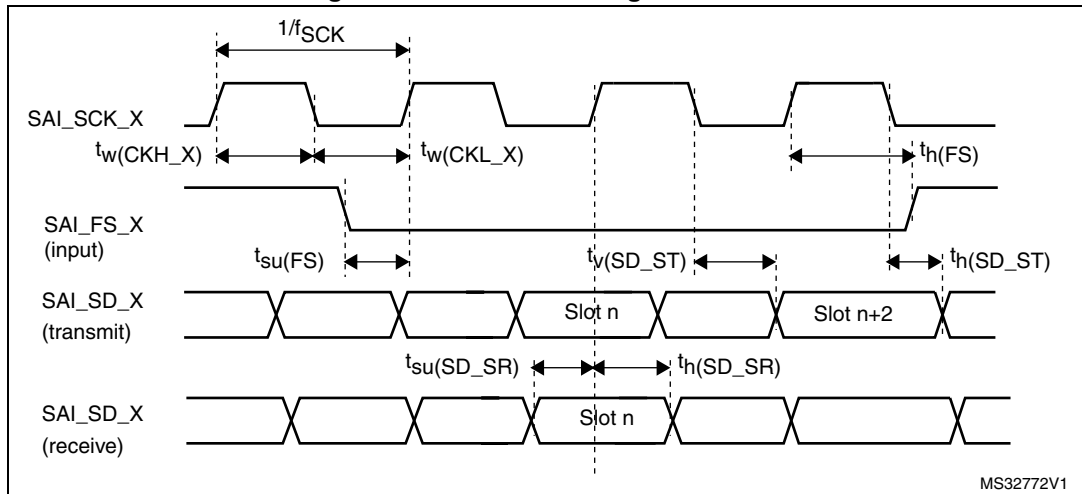 1/fSCK
SAI_SCK_X
tw(CKH_X) tw(CKL_X) th(FS)
SAI_FS_X
(input)
tsu(FS) tv(SD_ST) th(SD_ST)
SAI_SD_X
(transmit)
Slot n Slot n+2
tsu(SD_SR) th(SD_SR)
SAI_SD_X
(receive)
Slot n
MS32772V1